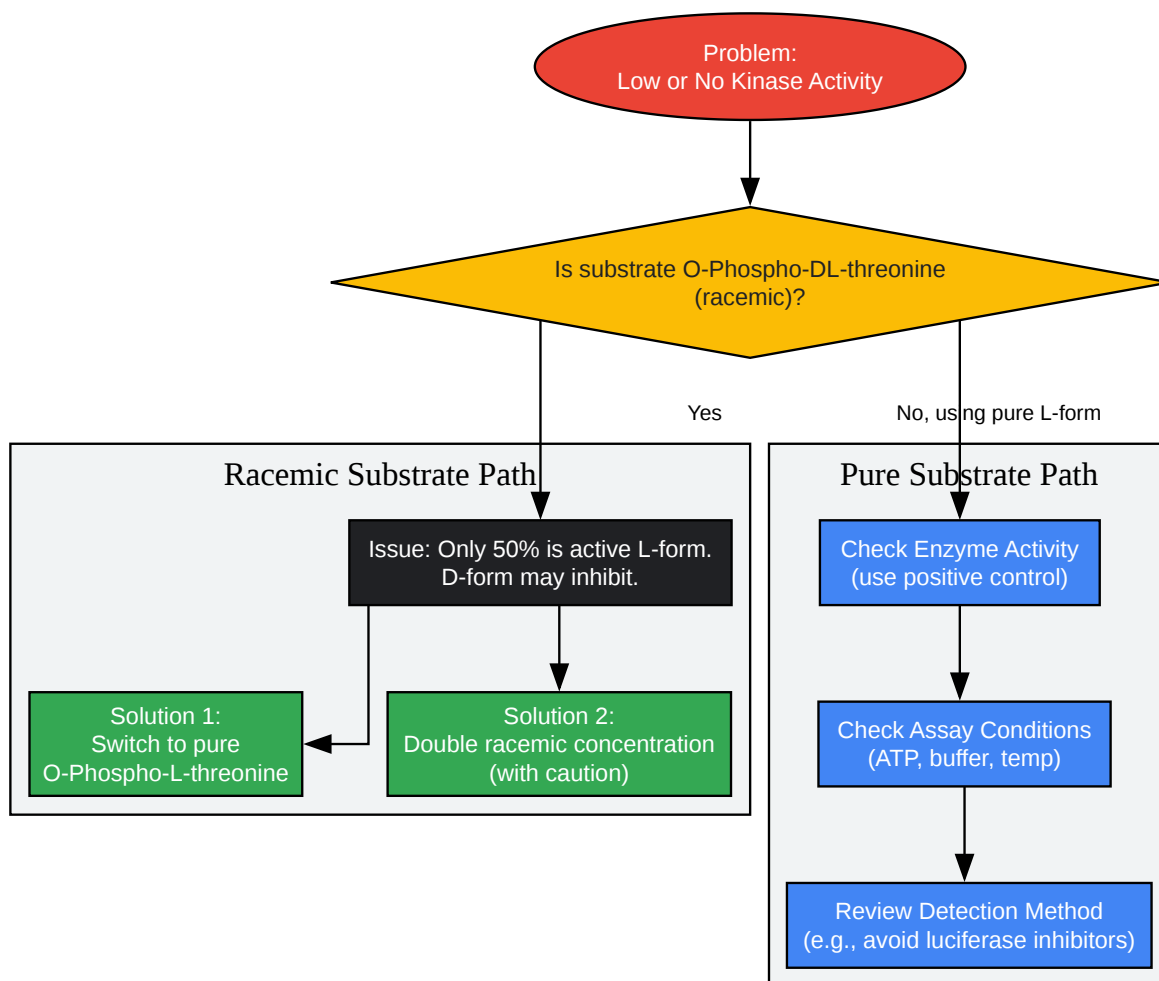 Problem:
Low or No Kinase Activity
Is substrate O-Phospho-DL-threonine
(racemic)?
Yes
No, using pure L-form
Racemic Substrate Path
Issue: Only 50% is active L-form.
D-form may inhibit.
Solution 1:
Switch to pure
O-Phospho-L-threonine
Solution 2:
Double racemic concentration
(with caution)
Pure Substrate Path
Check Enzyme Activity
(use positive control)
Check Assay Conditions
(ATP, buffer, temp)
Review Detection Method
(e.g., avoid luciferase inhibitors)